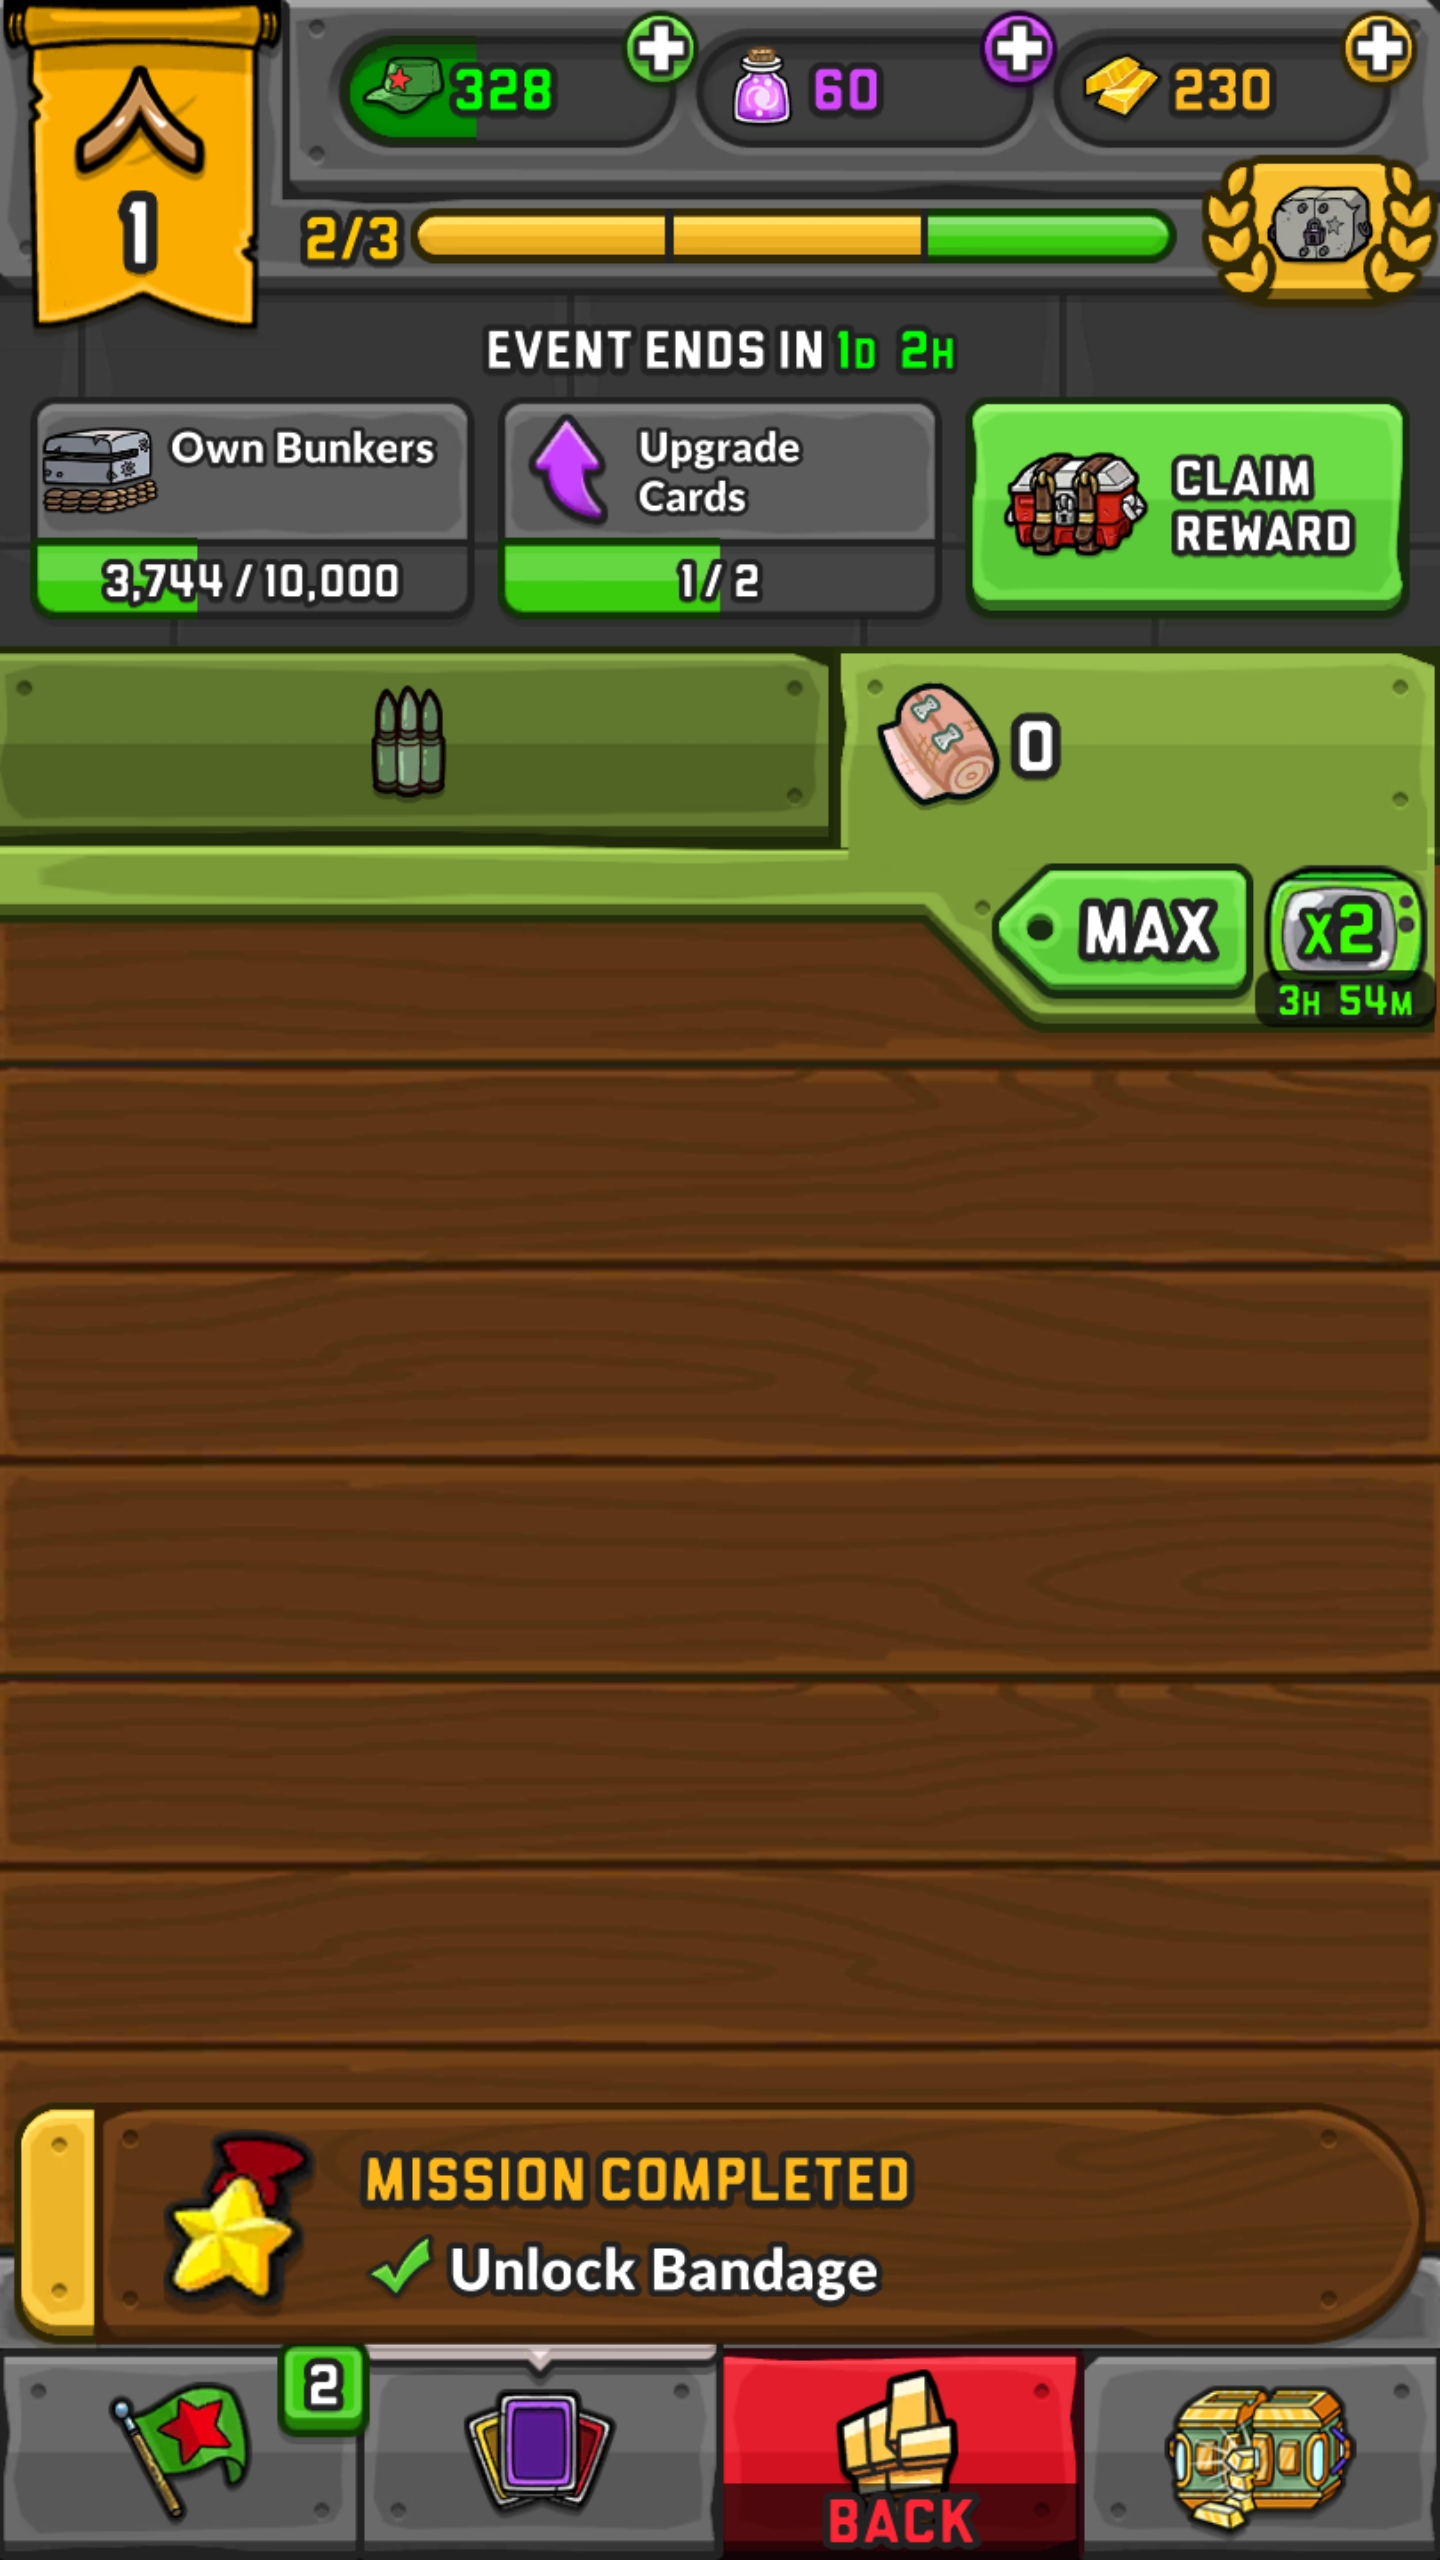 328
60
230
1
2/3
EVENT ENDS IN 1D 2H
Own Bunkers
3,744 / 10,000
Upgrade
Cards
1 / 2
CLAIM
REWARD
0
MAX
x2
3H 54M
MISSION COMPLETED
Unlock Bandage
2
BACK